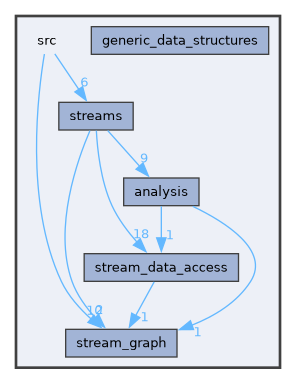 src
generic_data_structures
6
streams
9
analysis
18
1
stream_data_access
1
1
stream_graph